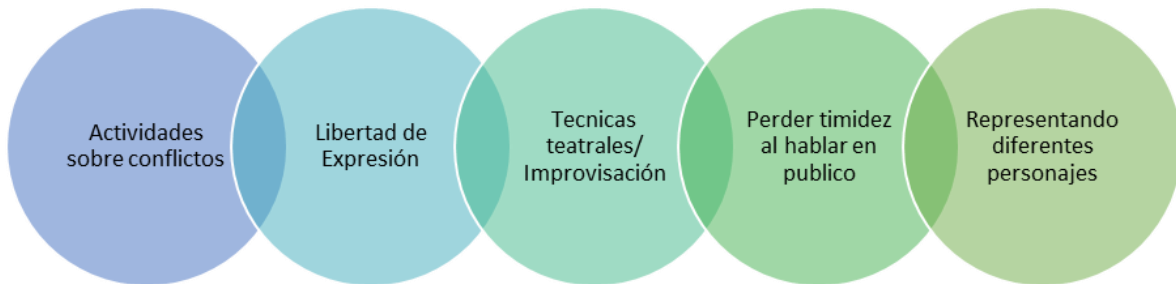 Actividades
sobre conflictos
Libertad de
Expresión
Tecnicas
teatrales/
Improvisación
Perder timidez
al hablar en
publico
Representando
diferentes
personajes